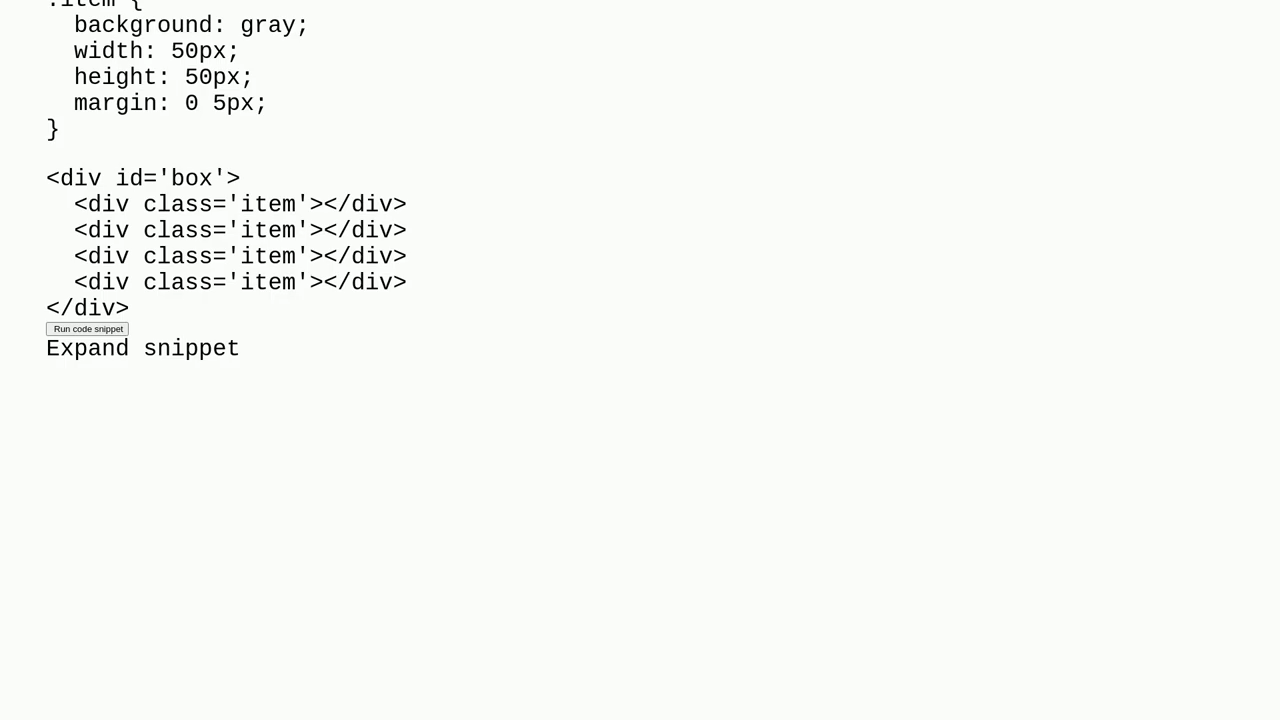 .item {
  background: gray;
  width: 50px;
  height: 50px;
  margin: 0 5px;
}

<div id='box'>
  <div class='item'></div>
  <div class='item'></div>
  <div class='item'></div>
  <div class='item'></div>
</div>
Run code snippet
Expand snippet